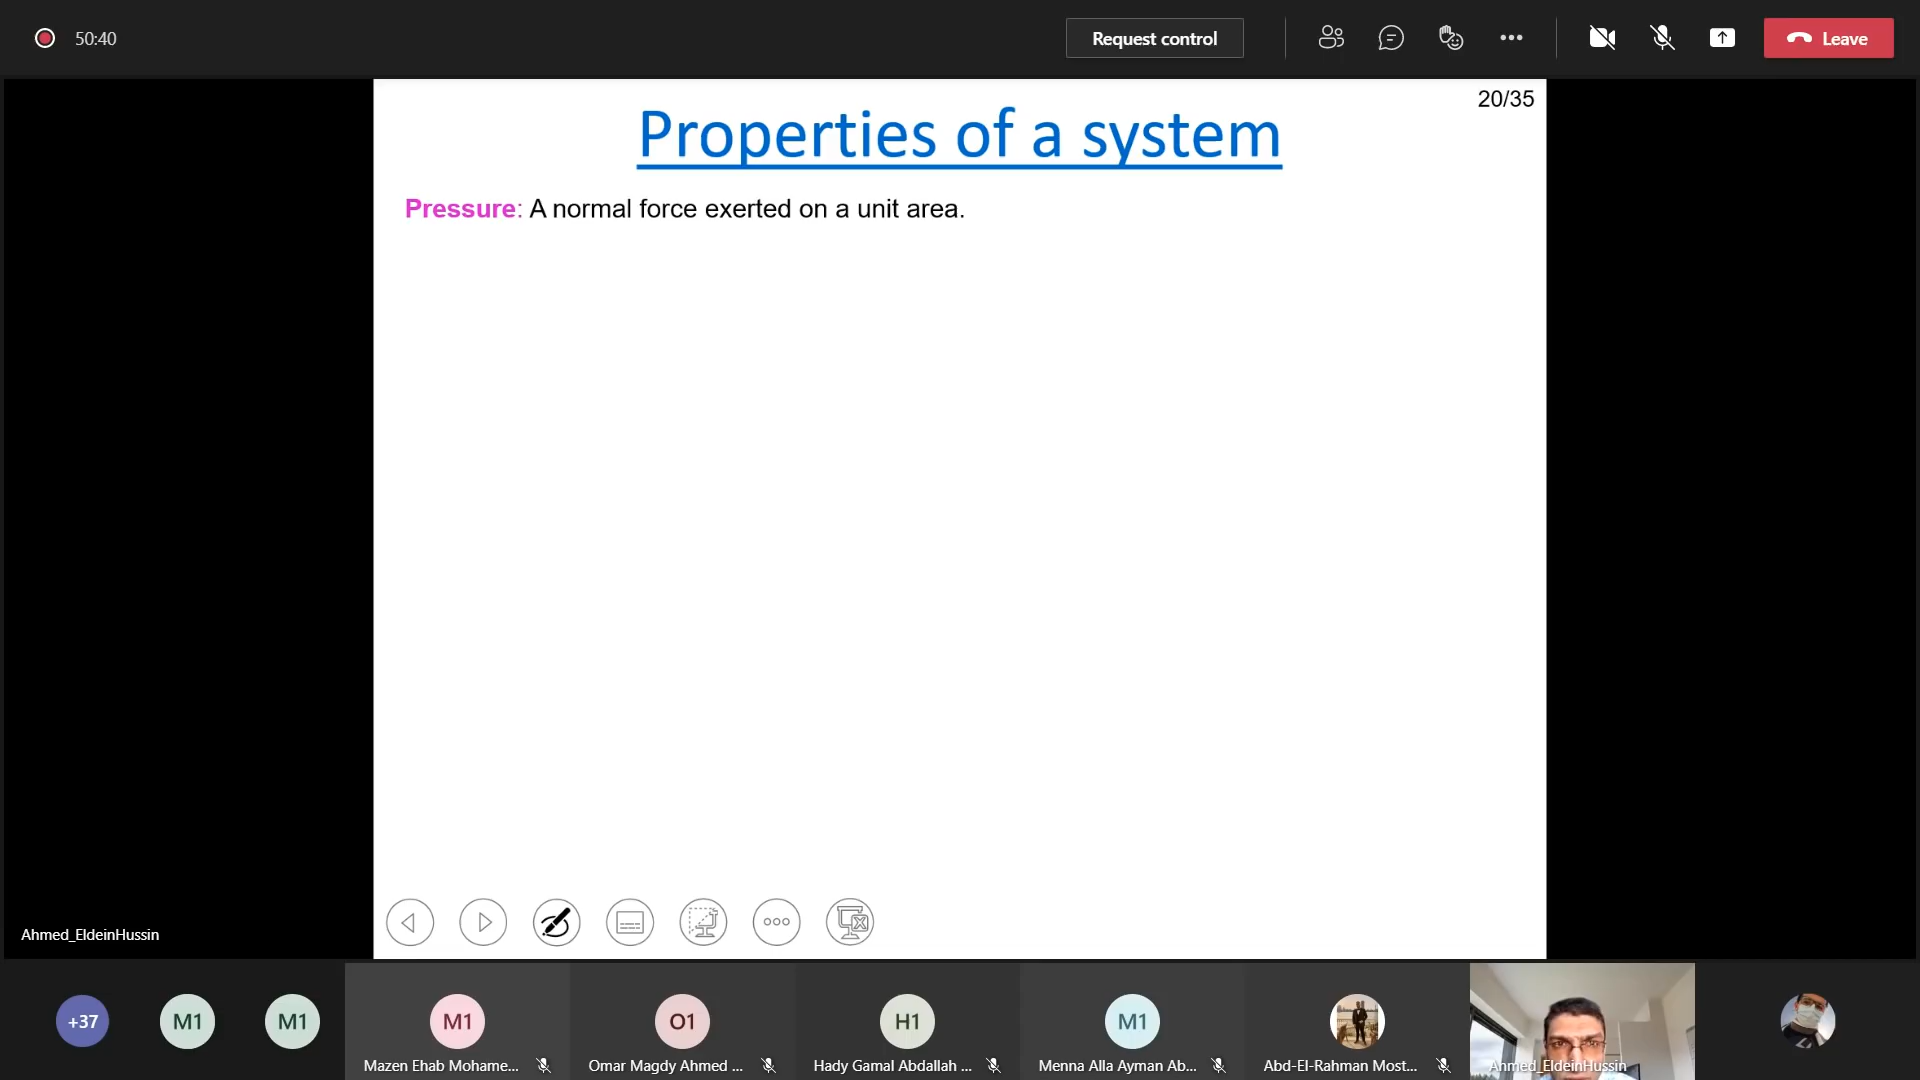 50:40
Request control
Leave
20/35
Properties of a system
Pressure: A normal force exerted on a unit area.
Ahmed_EldeinHussin
+37
M1
M1
M1
O1
H1
M1
Mazen Ehab Mohame...
Omar Magdy Ahmed ...
Hady Gamal Abdallah ...
Menna Alla Ayman Ab...
Abd-El-Rahman Most...
Ahmed_EldeinHussin